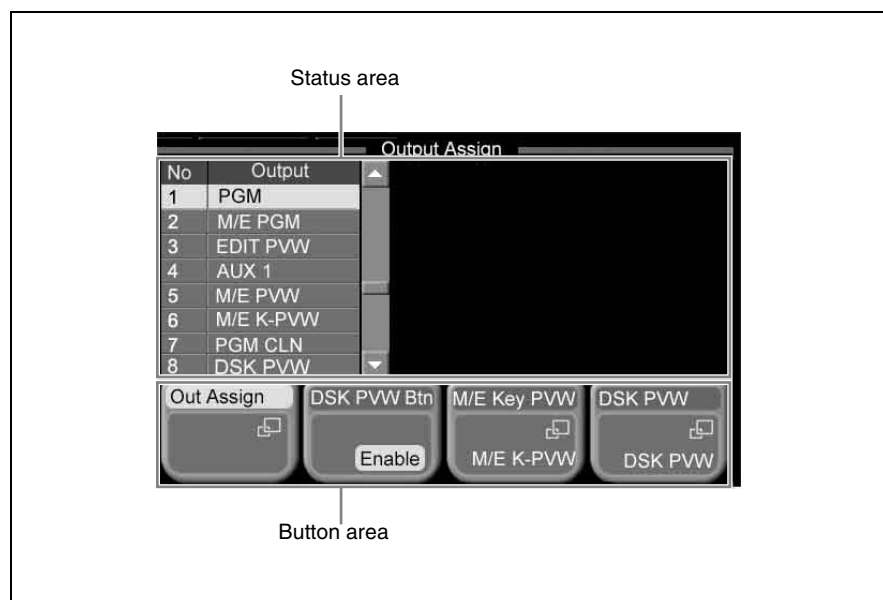 Status area
Output Assign
No Output
1 PGM
2 M/E PGM
3 EDIT PVW
4 AUX 1
5 M/E PVW
6 M/E K-PVW
7 PGM CLN
8 DSK PVW
Out Assign DSK PVW Btn M/E Key PVW DSK PVW
Enable M/E K-PVW DSK PVW
Button area